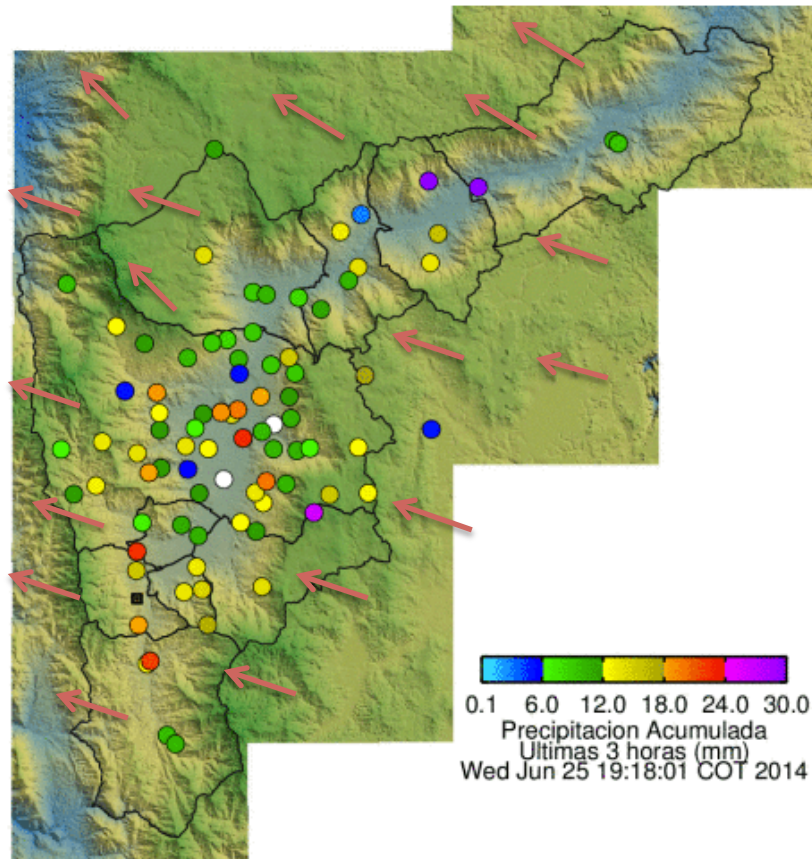 0.1 6.0 12.0 18.0 24.0 30.0
Precipitacion Acumulada
Ultimas 3 horas (mm)
Wed Jun 25 19:18:01 COT 2014